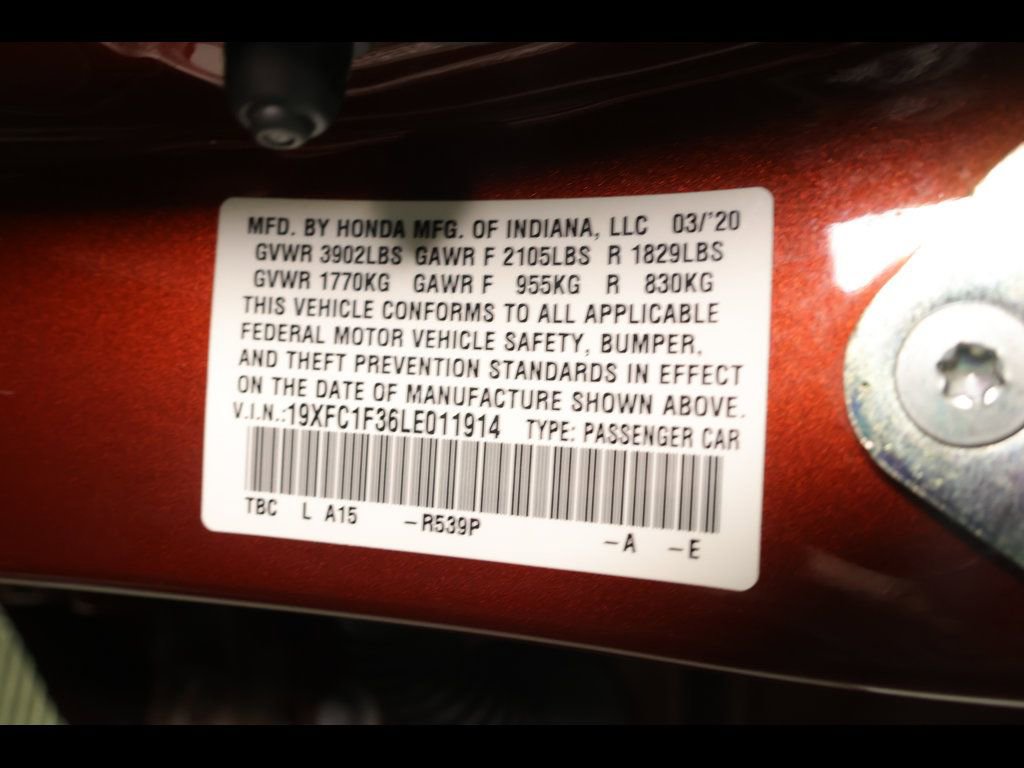 MFD. BY HONDA MFG. OF INDIANA, LLC 03/'20
GVWR 3902LBS GAWR F 2105LBS R 1829LBS
GVWR 1770KG GAWR F 955KG R 830KG
THIS VEHICLE CONFORMS TO ALL APPLICABLE
FEDERAL MOTOR VEHICLE SAFETY, BUMPER,
AND THEFT PREVENTION STANDARDS IN EFFECT
ON THE DATE OF MANUFACTURE SHOWN ABOVE.
V.I.N.:19XFC1F36LE011914 TYPE: PASSENGER CAR
TBC L A15 -R539P -A -E